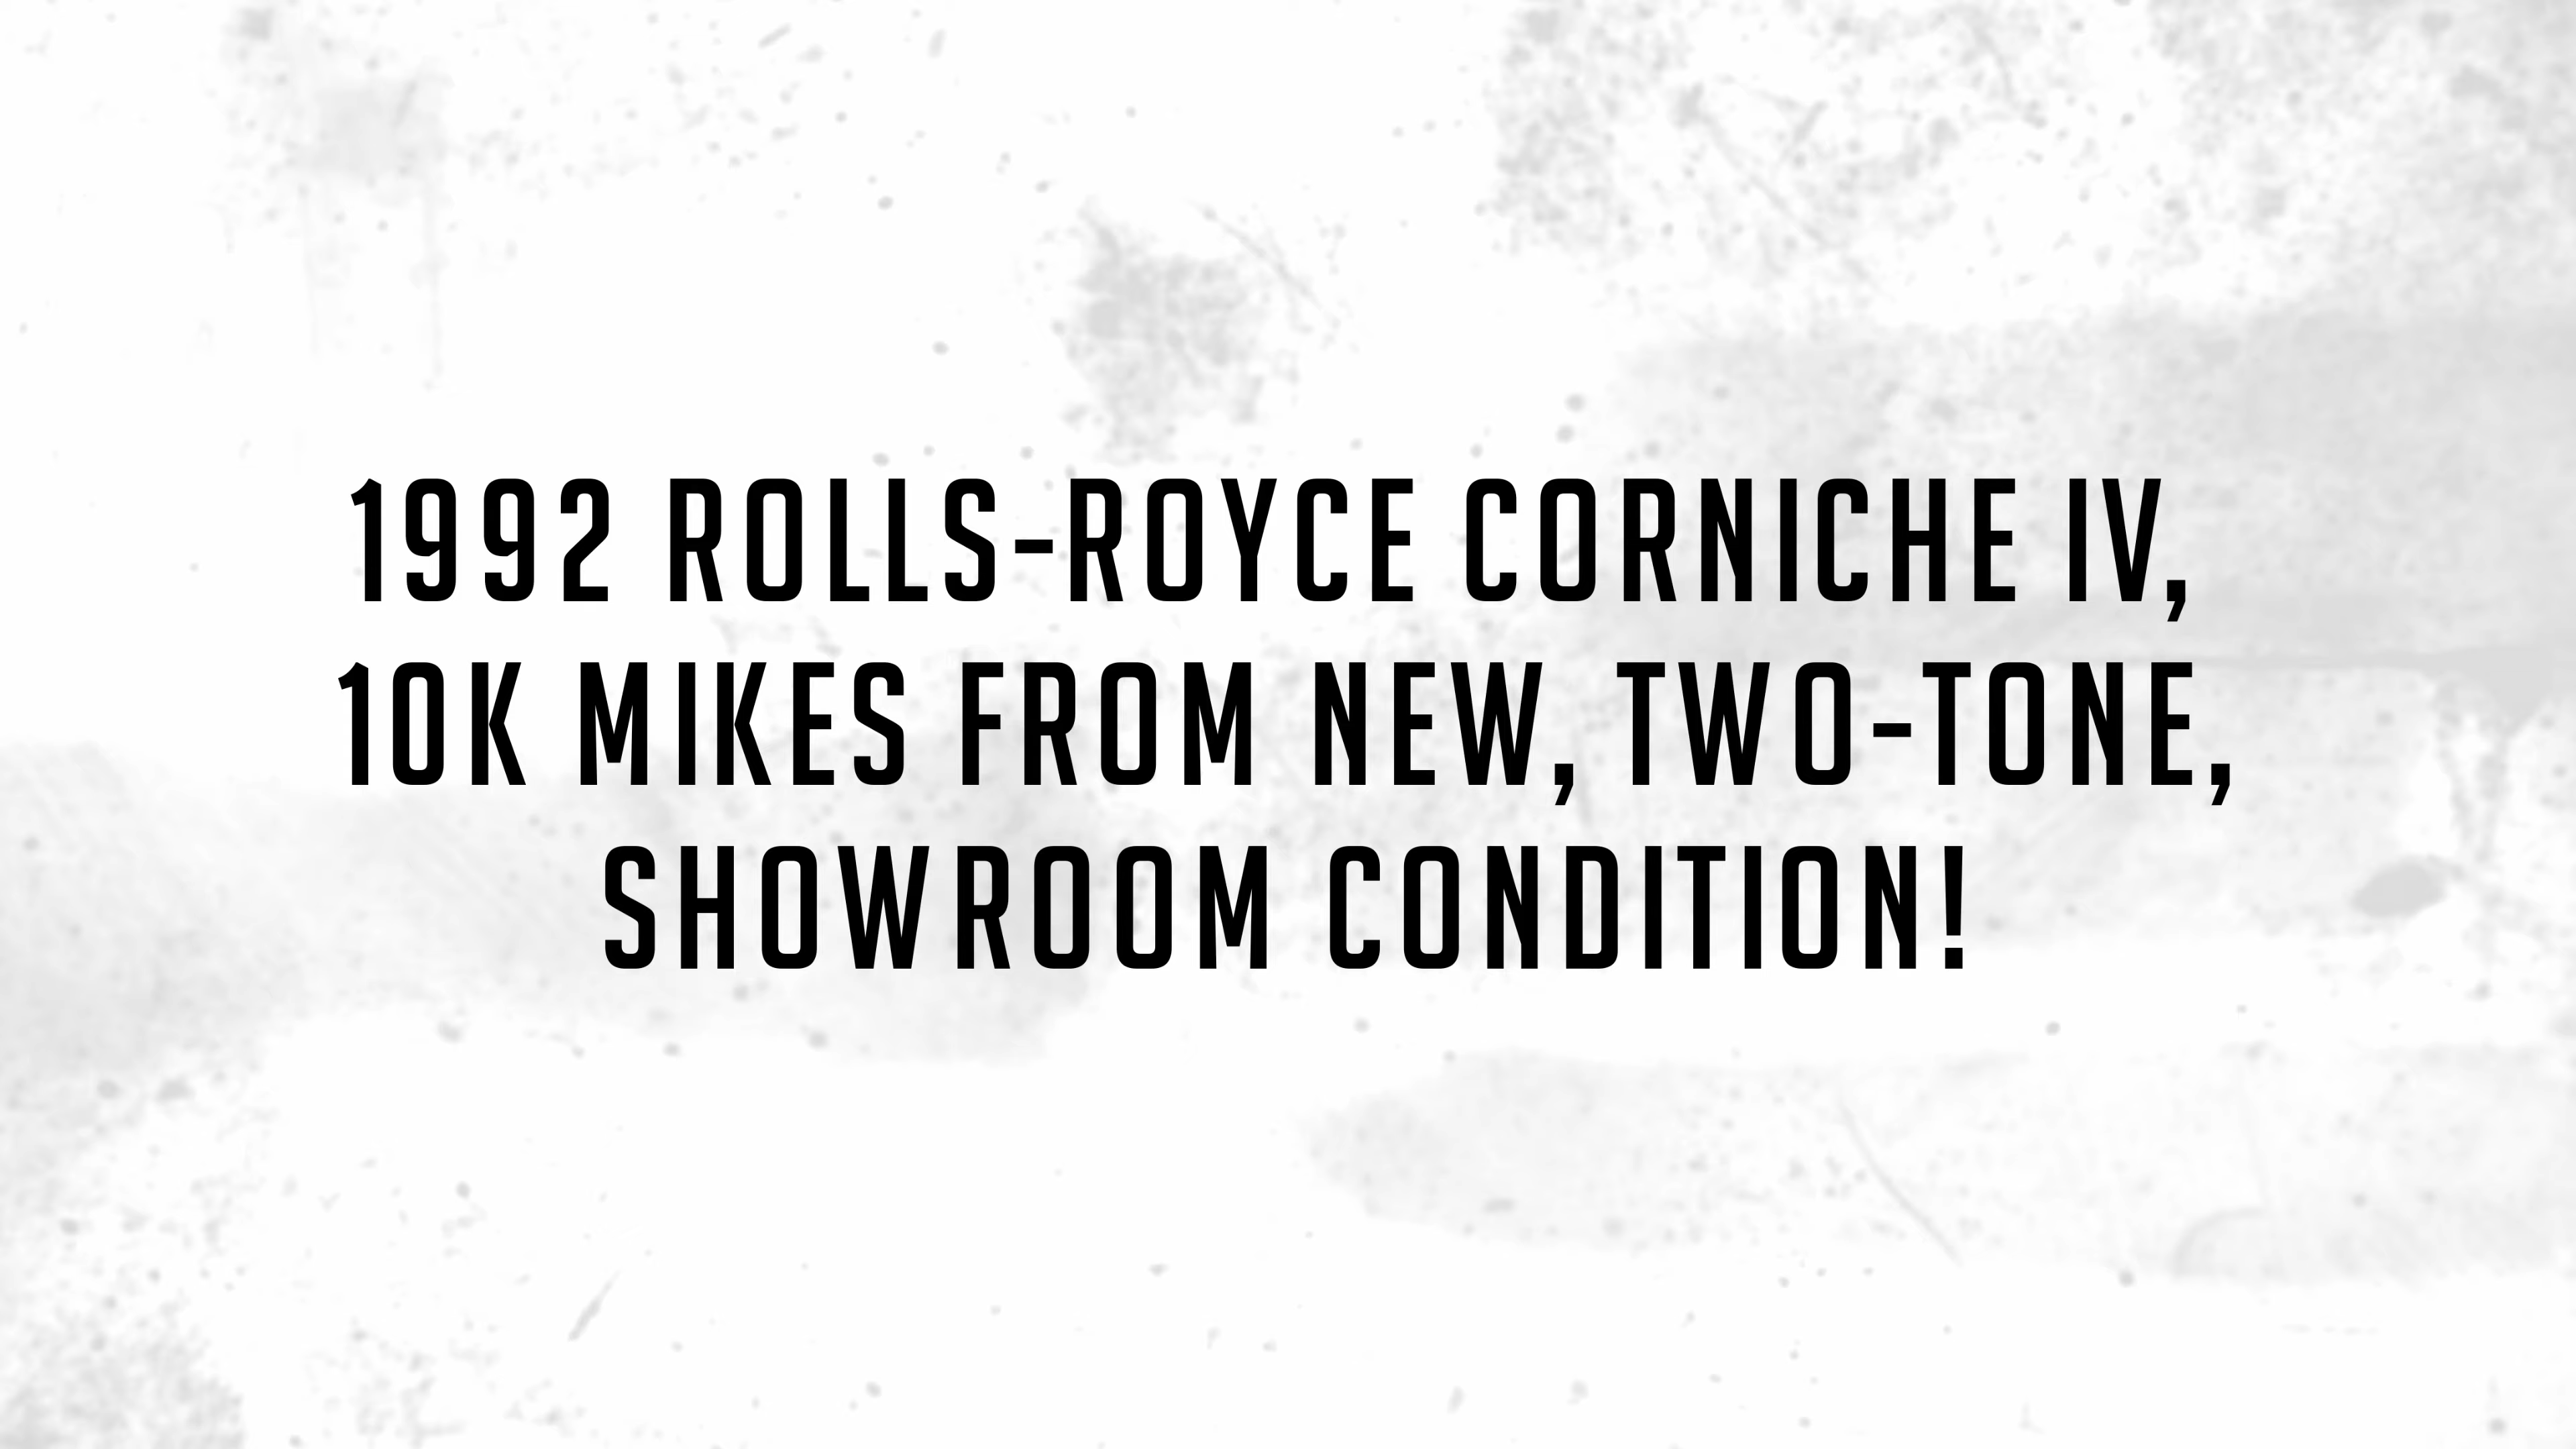 1992 ROLLS-ROYCE CORNICHE IV,
10K MIKES FROM NEW, TWO-TONE,
SHOWROOM CONDITION!